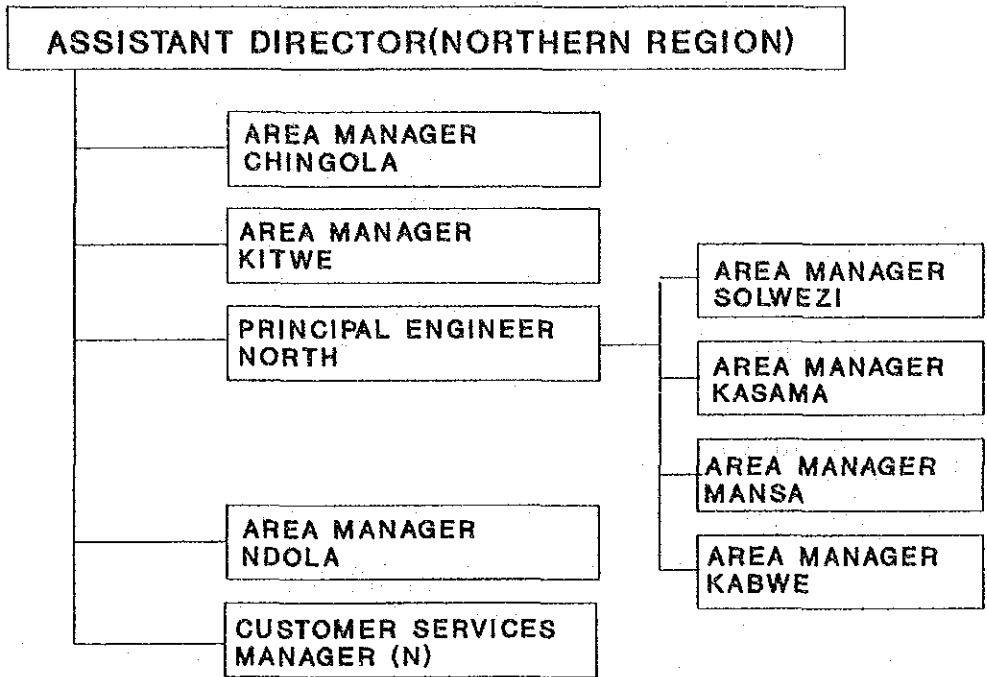 ASSISTANT DIRECTOR(NORTHERN REGION)
AREA MANAGER
CHINGOLA
AREA MANAGER
KITWE
PRINCIPAL ENGINEER
NORTH
AREA MANAGER
SOLWEZI
AREA MANAGER
KASAMA
AREA MANAGER
MANSA
AREA MANAGER
KABWE
AREA MANAGER
NDOLA
CUSTOMER SERVICES
MANAGER (N)